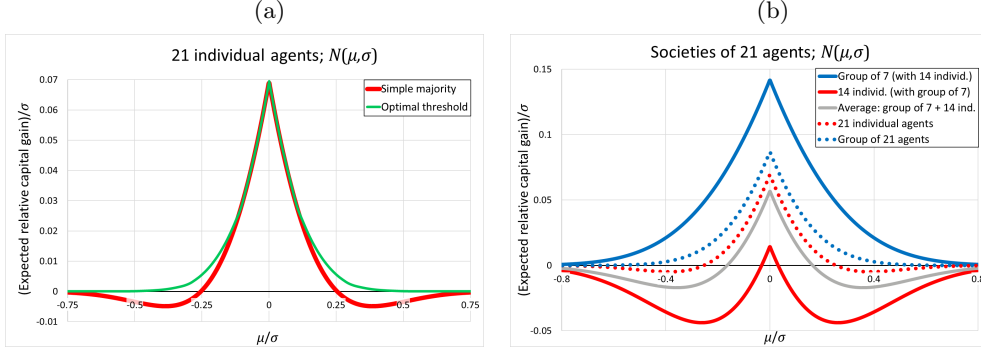 (a)
21 individual agents; N(μ,σ)
(Expected relative capital gain)/σ
0.07
0.06
0.05
0.04
0.03
0.02
0.01
0
-0.01
-0.75
-0.5
-0.25
0
0.25
0.5
0.75
μ/σ
Simple majority
Optimal threshold
(b)
Societies of 21 agents; N(μ,σ)
(Expected relative capital gain)/σ
0.15
0.1
0.05
0
-0.05
-0.8
-0.4
0
0.4
0.8
μ/σ
Group of 7 (with 14 individ.)
14 individ. (with group of 7)
Average: group of 7 + 14 ind.
21 individual agents
Group of 21 agents